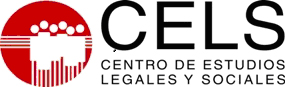 CELS
CENTRO DE ESTUDIOS
LEGALES Y SOCIALES